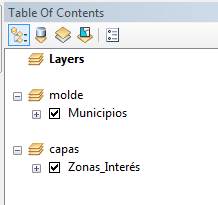 Table Of Contents
Layers
molde
Municipios
capas
Zonas_Interés